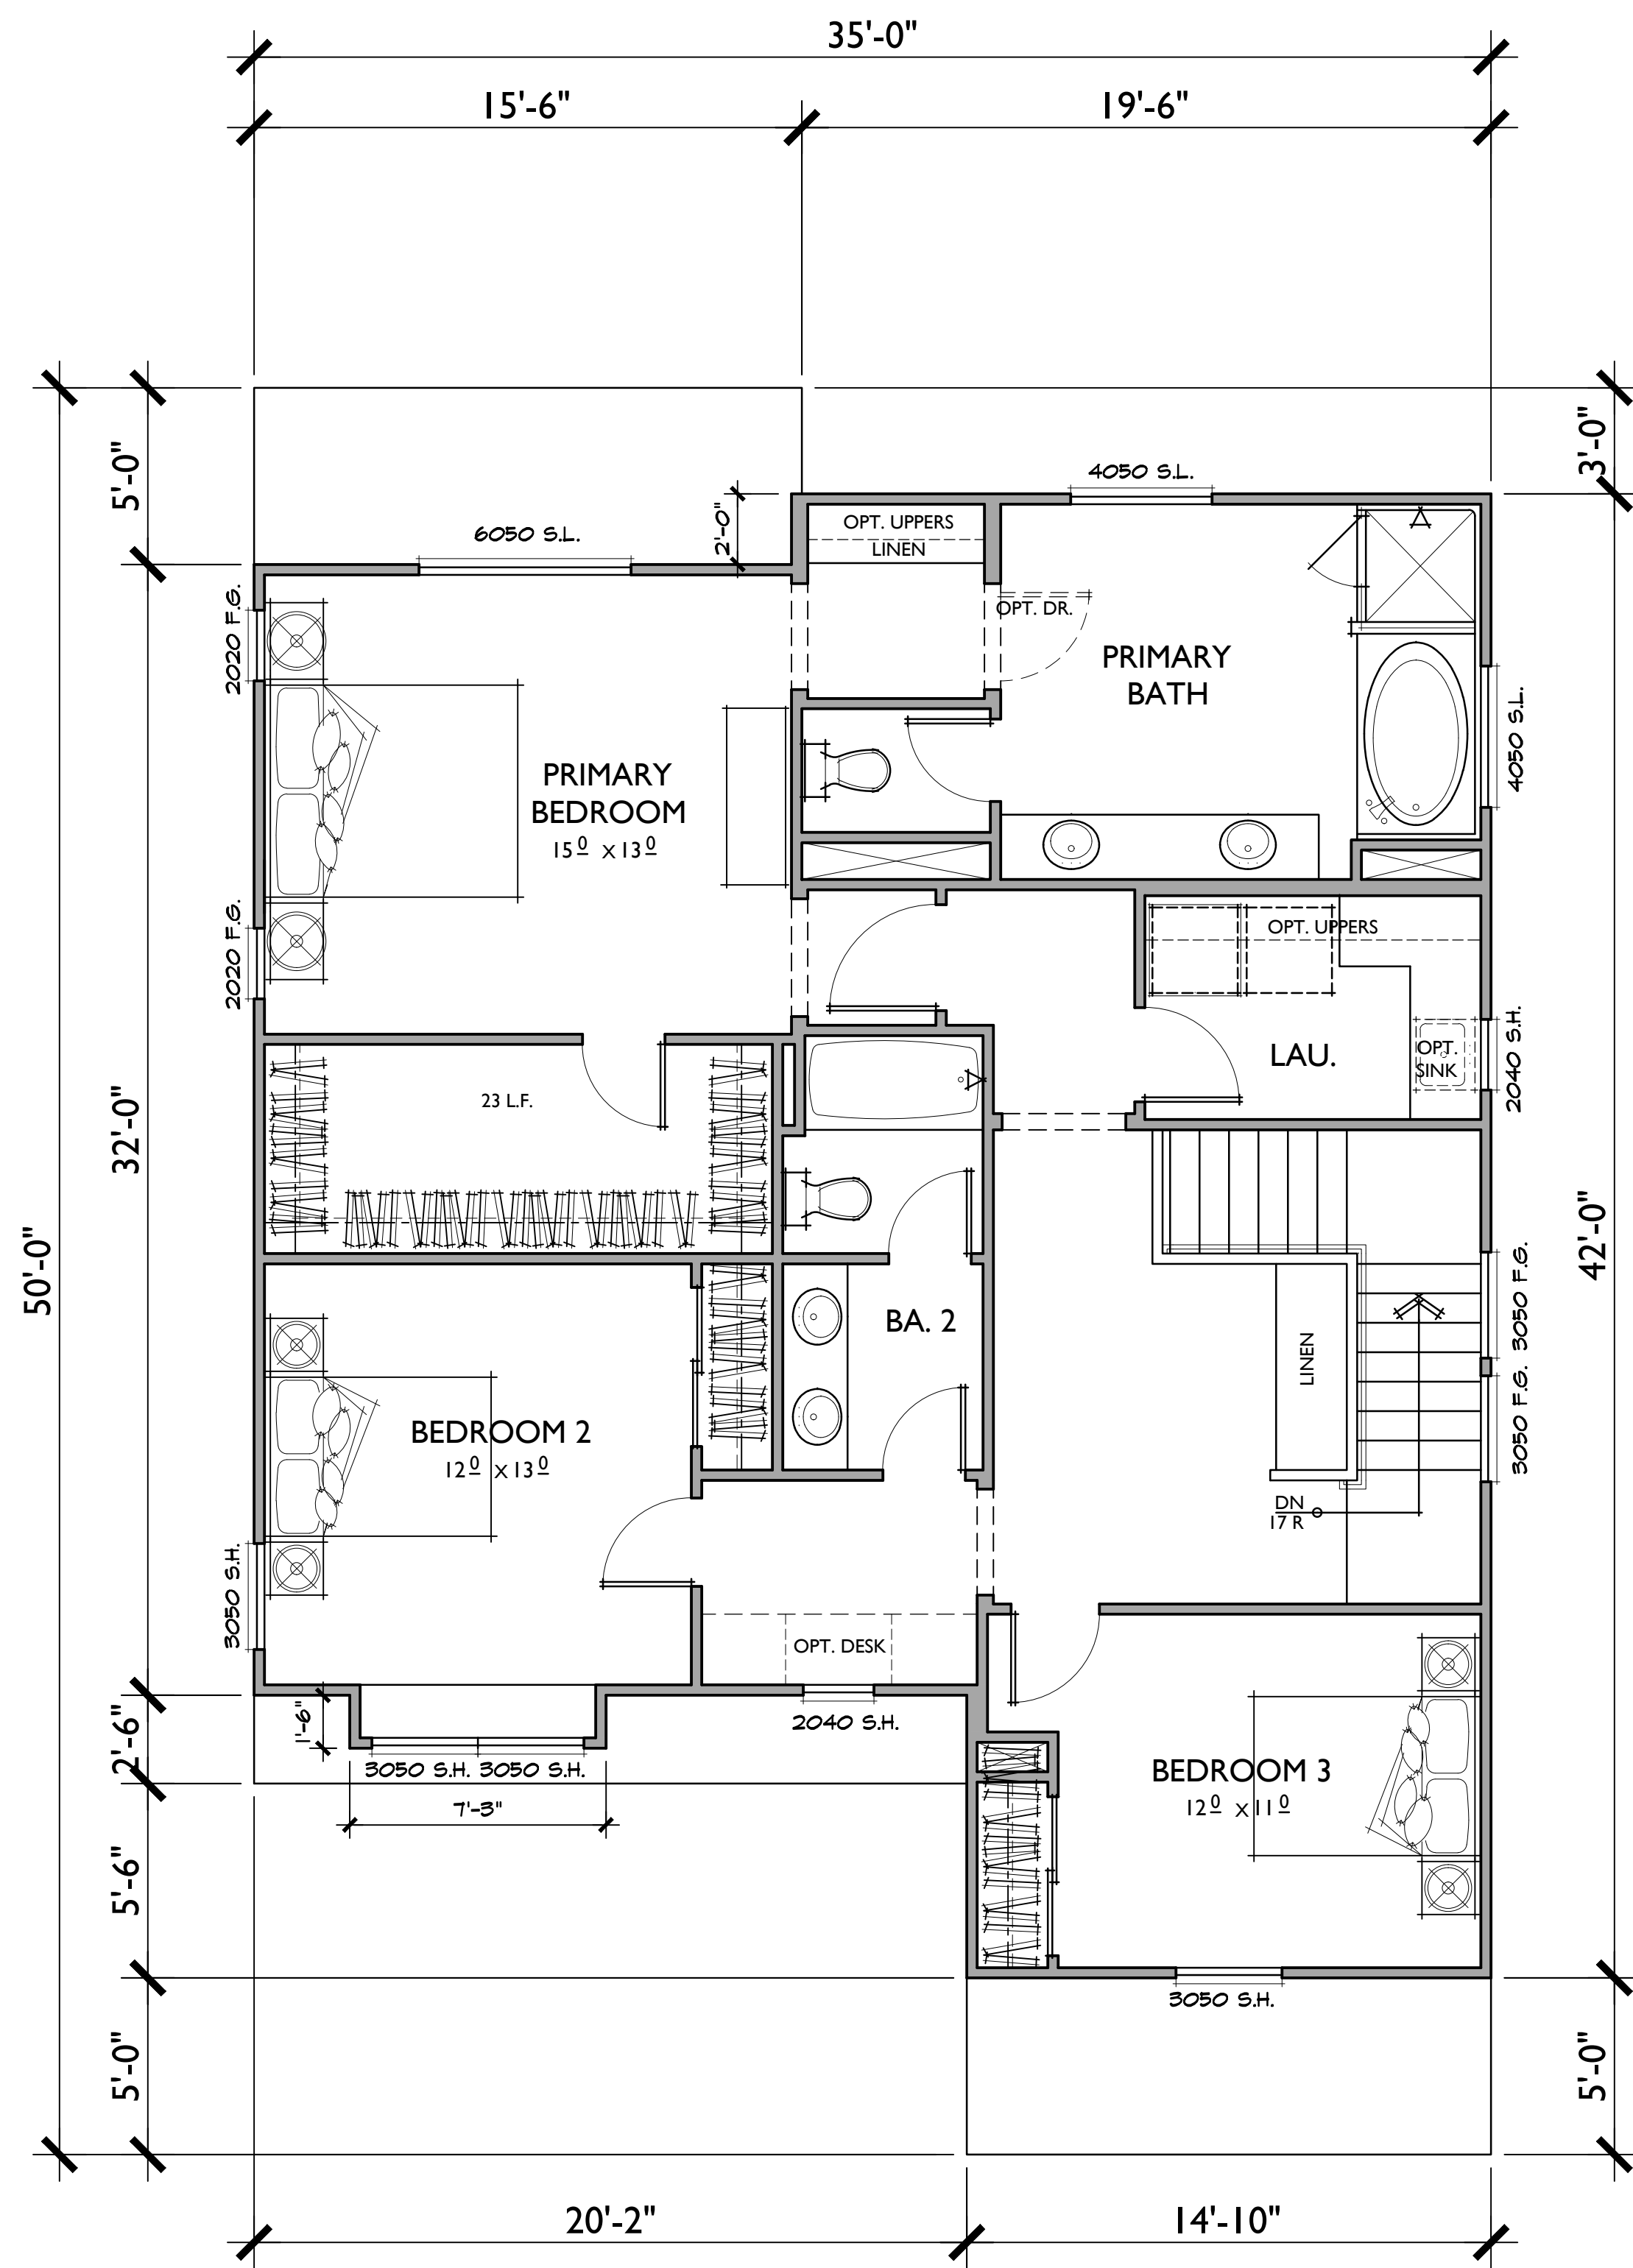 35'-0"
15'-6"
19'-6"
5'-0"
3'-0"
4050 S.L.
6050 S.L.
2'-0"
OPT. UPPERS
LINEN
2020 F.G.
OPT. DR.
PRIMARY
BATH
4050 S.L.
PRIMARY
BEDROOM
15⁰ X 13⁰
2020 F.G.
OPT. UPPERS
LAU.
OPT.
SINK
2040 S.H.
23 L.F.
32'-0"
50'-0"
42'-0"
3050 F.G.
3050 F.G.
BA. 2
LINEN
BEDROOM 2
12⁰ X 13⁰
DN
17 R
3050 S.H.
OPT. DESK
1'-6"
2040 S.H.
2'-6"
3050 S.H. 3050 S.H.
7'-3"
BEDROOM 3
12⁰ X 11⁰
5'-6"
3050 S.H.
5'-0"
5'-0"
20'-2"
14'-10"